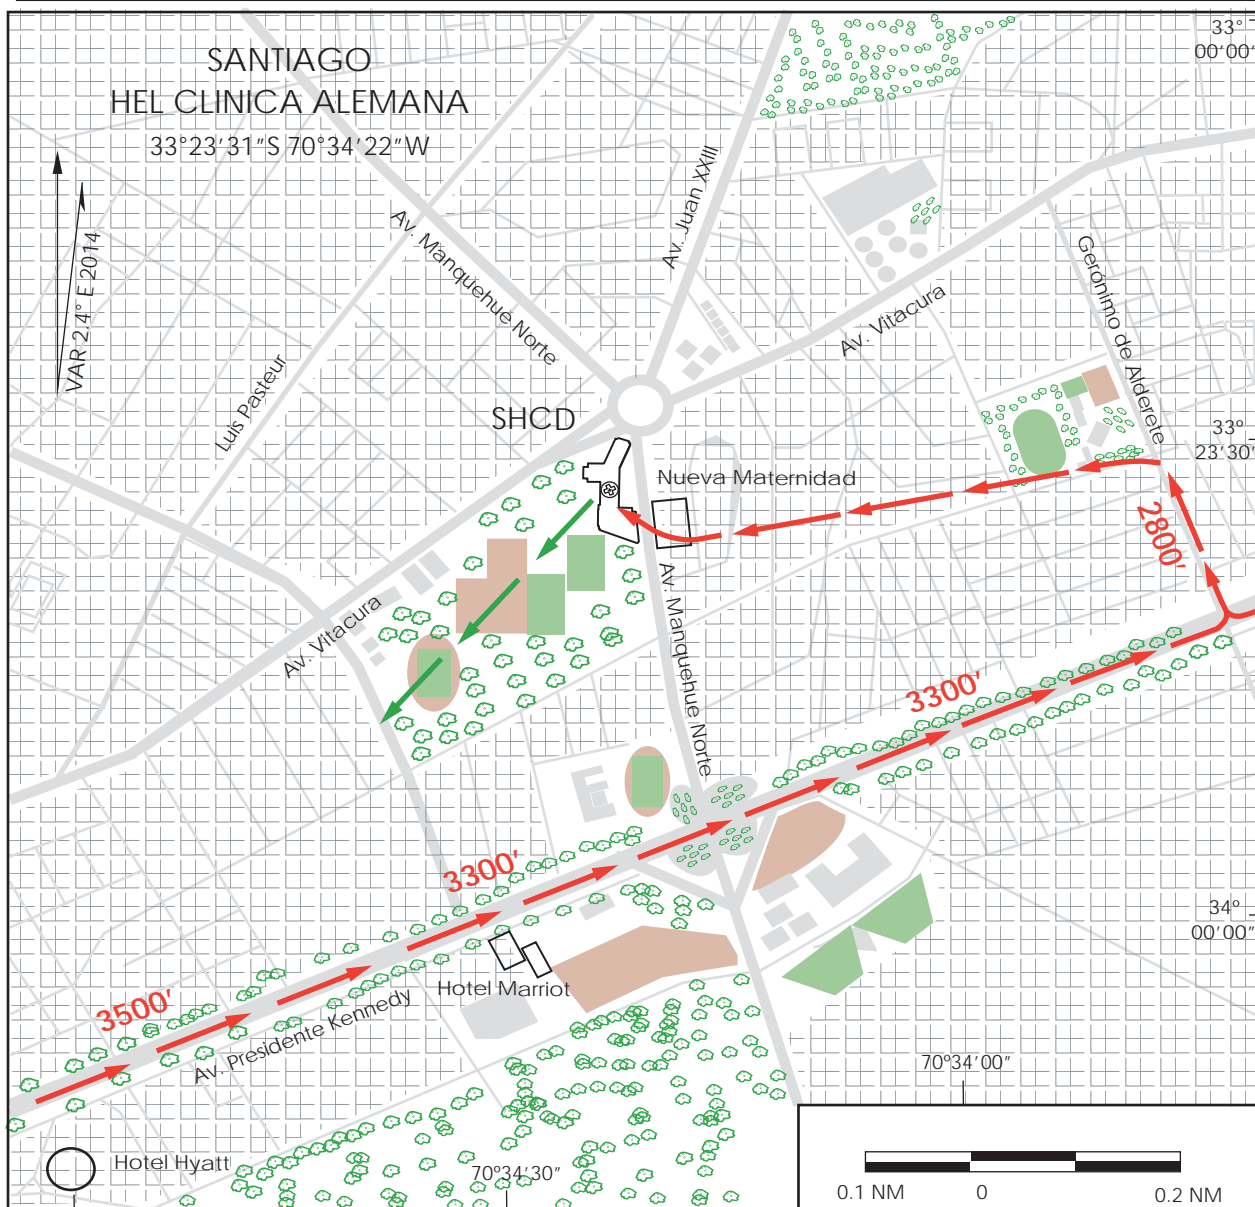 SANTIAGO
HEL CLINICA ALEMANA
33°23'31"S 70°34'22"W
33°
00'00"
VAR 2.4° E 2014
Av. Manquehue Norte
Av. Juan XXIII
Av. Vitacura
Gerónimo de Alderete
Luis Pasteur
SHCD
33°
23'30"
Nueva Maternidad
2800'
Av. Vitacura
Av. Manquehue Norte
3300'
3300'
34°
00'00"
Hotel Marriot
3500'
Av. Presidente Kennedy
70°34'00"
Hotel Hyatt
70°34'30"
0.1 NM 0 0.2 NM